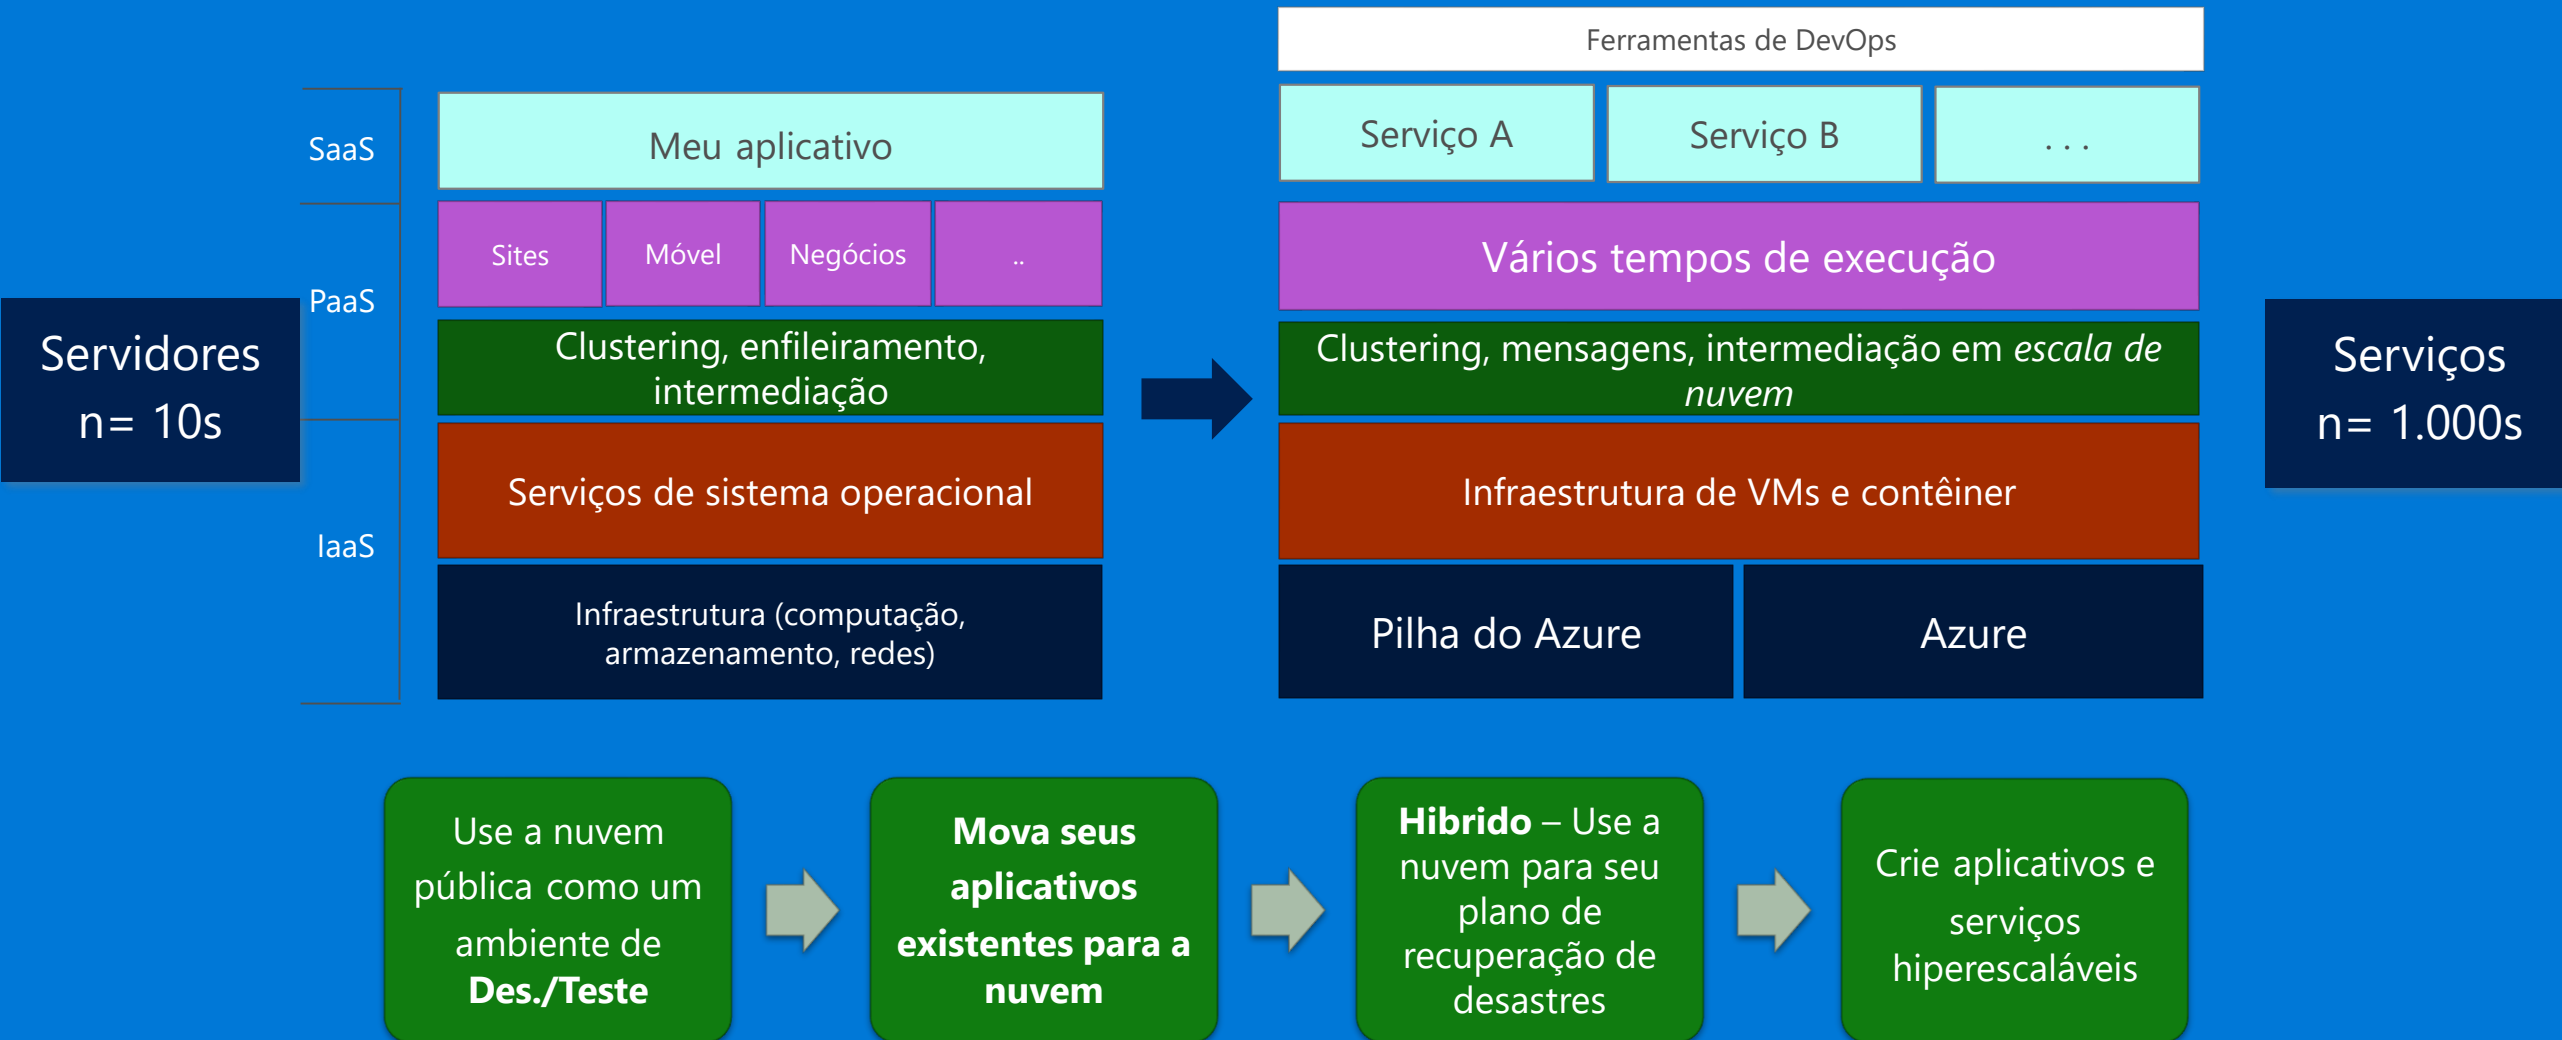 Ferramentas de DevOps
SaaS
PaaS
IaaS
Servidores
n= 10s
Meu aplicativo
Sites
Móvel
Negócios
..
Clustering, enfileiramento,
intermediação
Serviços de sistema operacional
Infraestrutura (computação,
armazenamento, redes)
Serviço A
Serviço B
. . .
Vários tempos de execução
Clustering, mensagens, intermediação em escala de
nuvem
Infraestrutura de VMs e contêiner
Pilha do Azure
Azure
Serviços
n= 1.000s
Use a nuvem
pública como um
ambiente de
Des./Teste
Mova seus
aplicativos
existentes para a
nuvem
Hibrido – Use a
nuvem para seu
plano de
recuperação de
desastres
Crie aplicativos e
serviços
hiperescaláveis